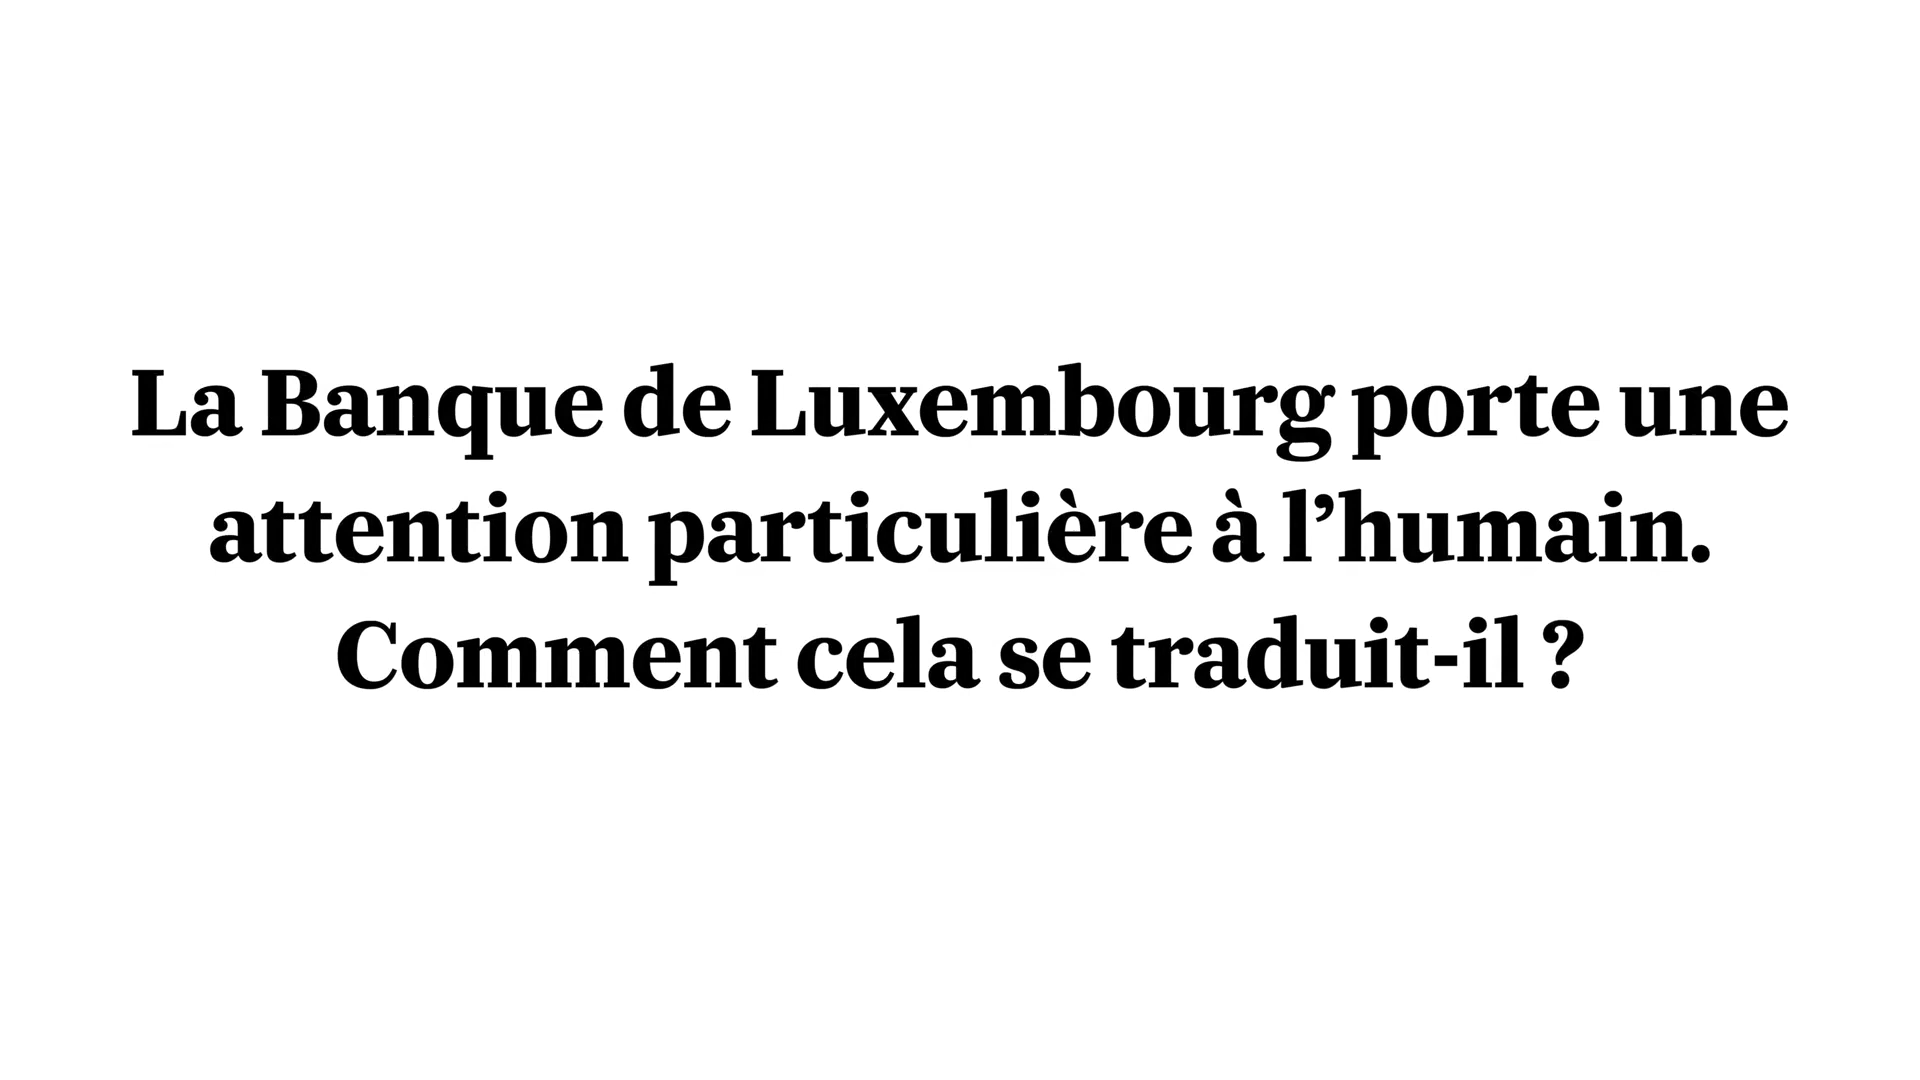 La Banque de Luxembourg porte une
attention particulière à l’humain.
Comment cela se traduit-il ?